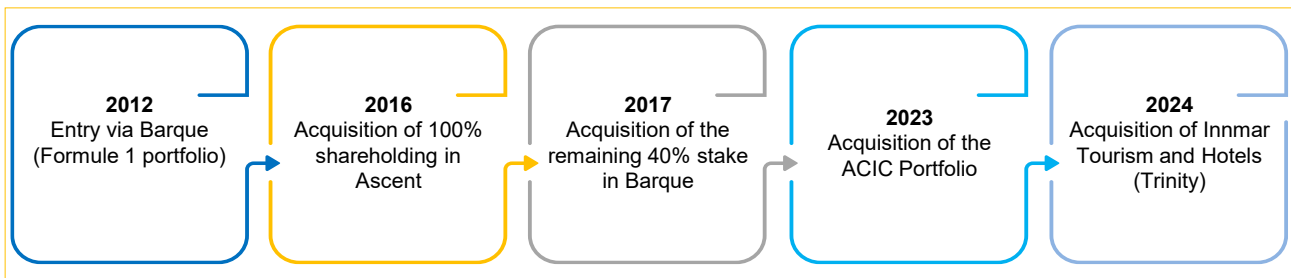 2012
Entry via Barque
(Formule 1 portfolio)
2016
Acquisition of 100%
shareholding in
Ascent
2017
Acquisition of the
remaining 40% stake
in Barque
2023
Acquisition of the
ACIC Portfolio
2024
Acquisition of Innmar
Tourism and Hotels
(Trinity)